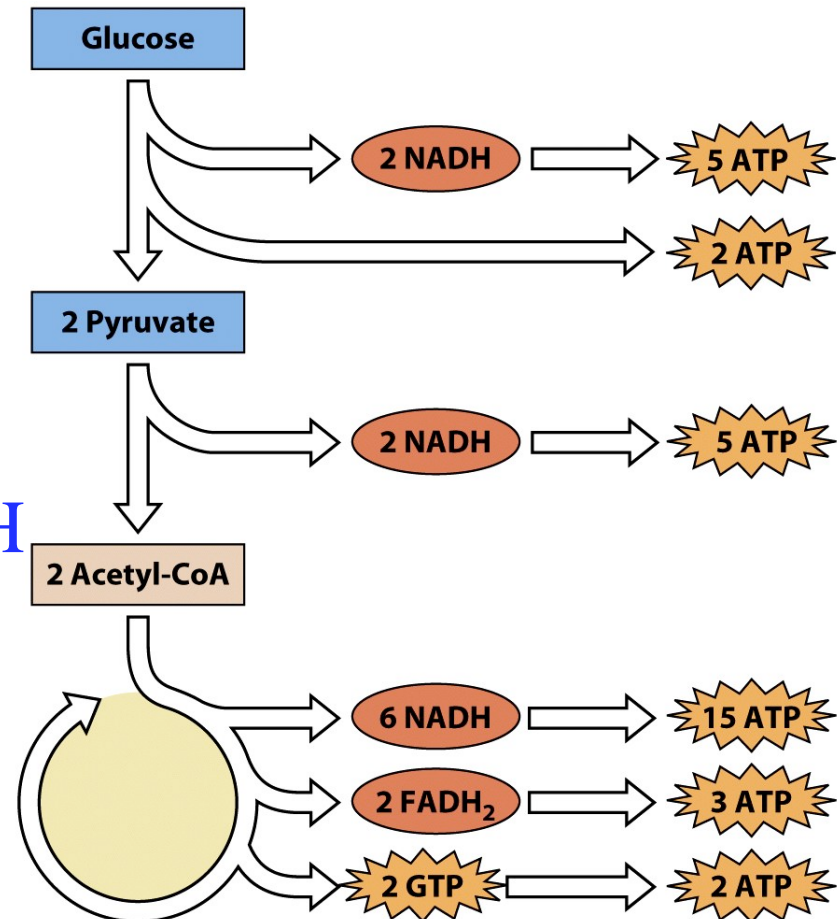 Glucose
2 NADH
5 ATP
2 ATP
2 Pyruvate
2 NADH
5 ATP
H
2 Acetyl-CoA
6 NADH
15 ATP
2 FADH₂
3 ATP
2 GTP
2 ATP